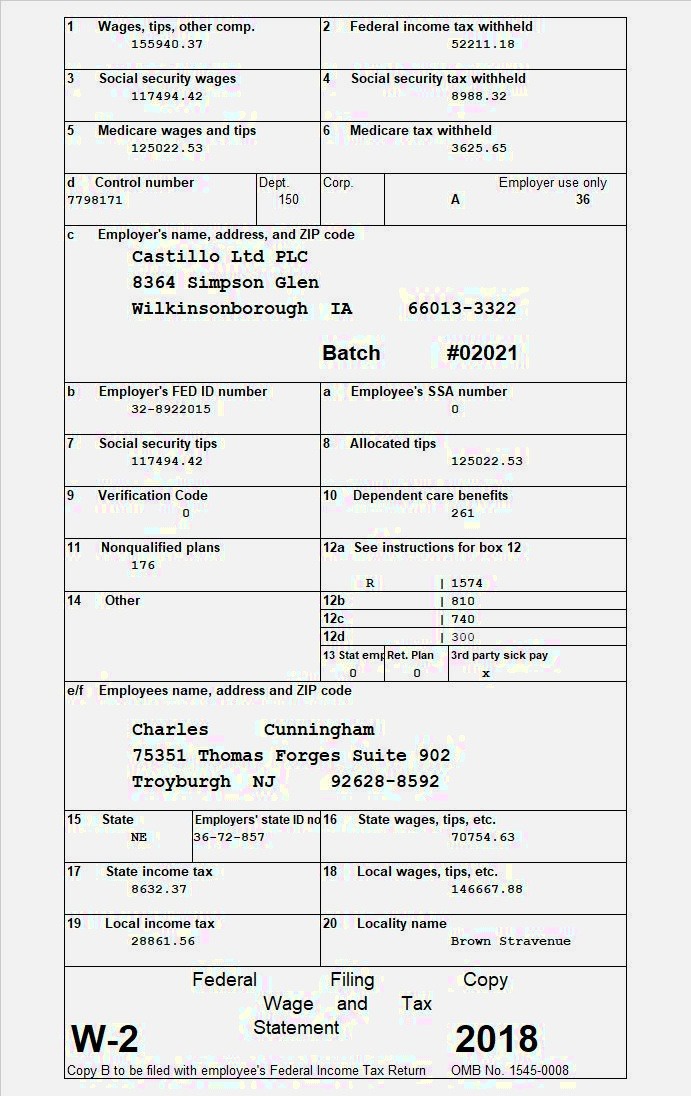 1 Wages, tips, other comp. 2 Federal income tax withheld
155940.37 52211.18
3 Social security wages 4 Social security tax withheld
117494.42 8988.32
5 Medicare wages and tips 6 Medicare tax withheld
125022.53 3625.65
d Control number Dept. Corp. Employer use only
7798171 150 A 36
c Employer's name, address, and ZIP code
Castillo Ltd PLC
8364 Simpson Glen
Wilkinsonborough IA 66013-3322
Batch #02021
b Employer's FED ID number a Employee's SSA number
32-8922015 0
7 Social security tips 8 Allocated tips
117494.42 125022.53
9 Verification Code 10 Dependent care benefits
0 261
11 Nonqualified plans 12a See instructions for box 12
176
R | 1574
14 Other 12b | 810
12c | 740
12d | 300
13 Stat emp Ret. Plan 3rd party sick pay
0 0 x
e/f Employees name, address and ZIP code
Charles Cunningham
75351 Thomas Forges Suite 902
Troyburgh NJ 92628-8592
15 State Employers' state ID no 16 State wages, tips, etc.
NE 36-72-857 70754.63
17 State income tax 18 Local wages, tips, etc.
8632.37 146667.88
19 Local income tax 20 Locality name
28861.56 Brown Stravenue
Federal Filing Copy
Wage and Tax
Statement
W-2 2018
Copy B to be filed with employee's Federal Income Tax Return OMB No. 1545-0008